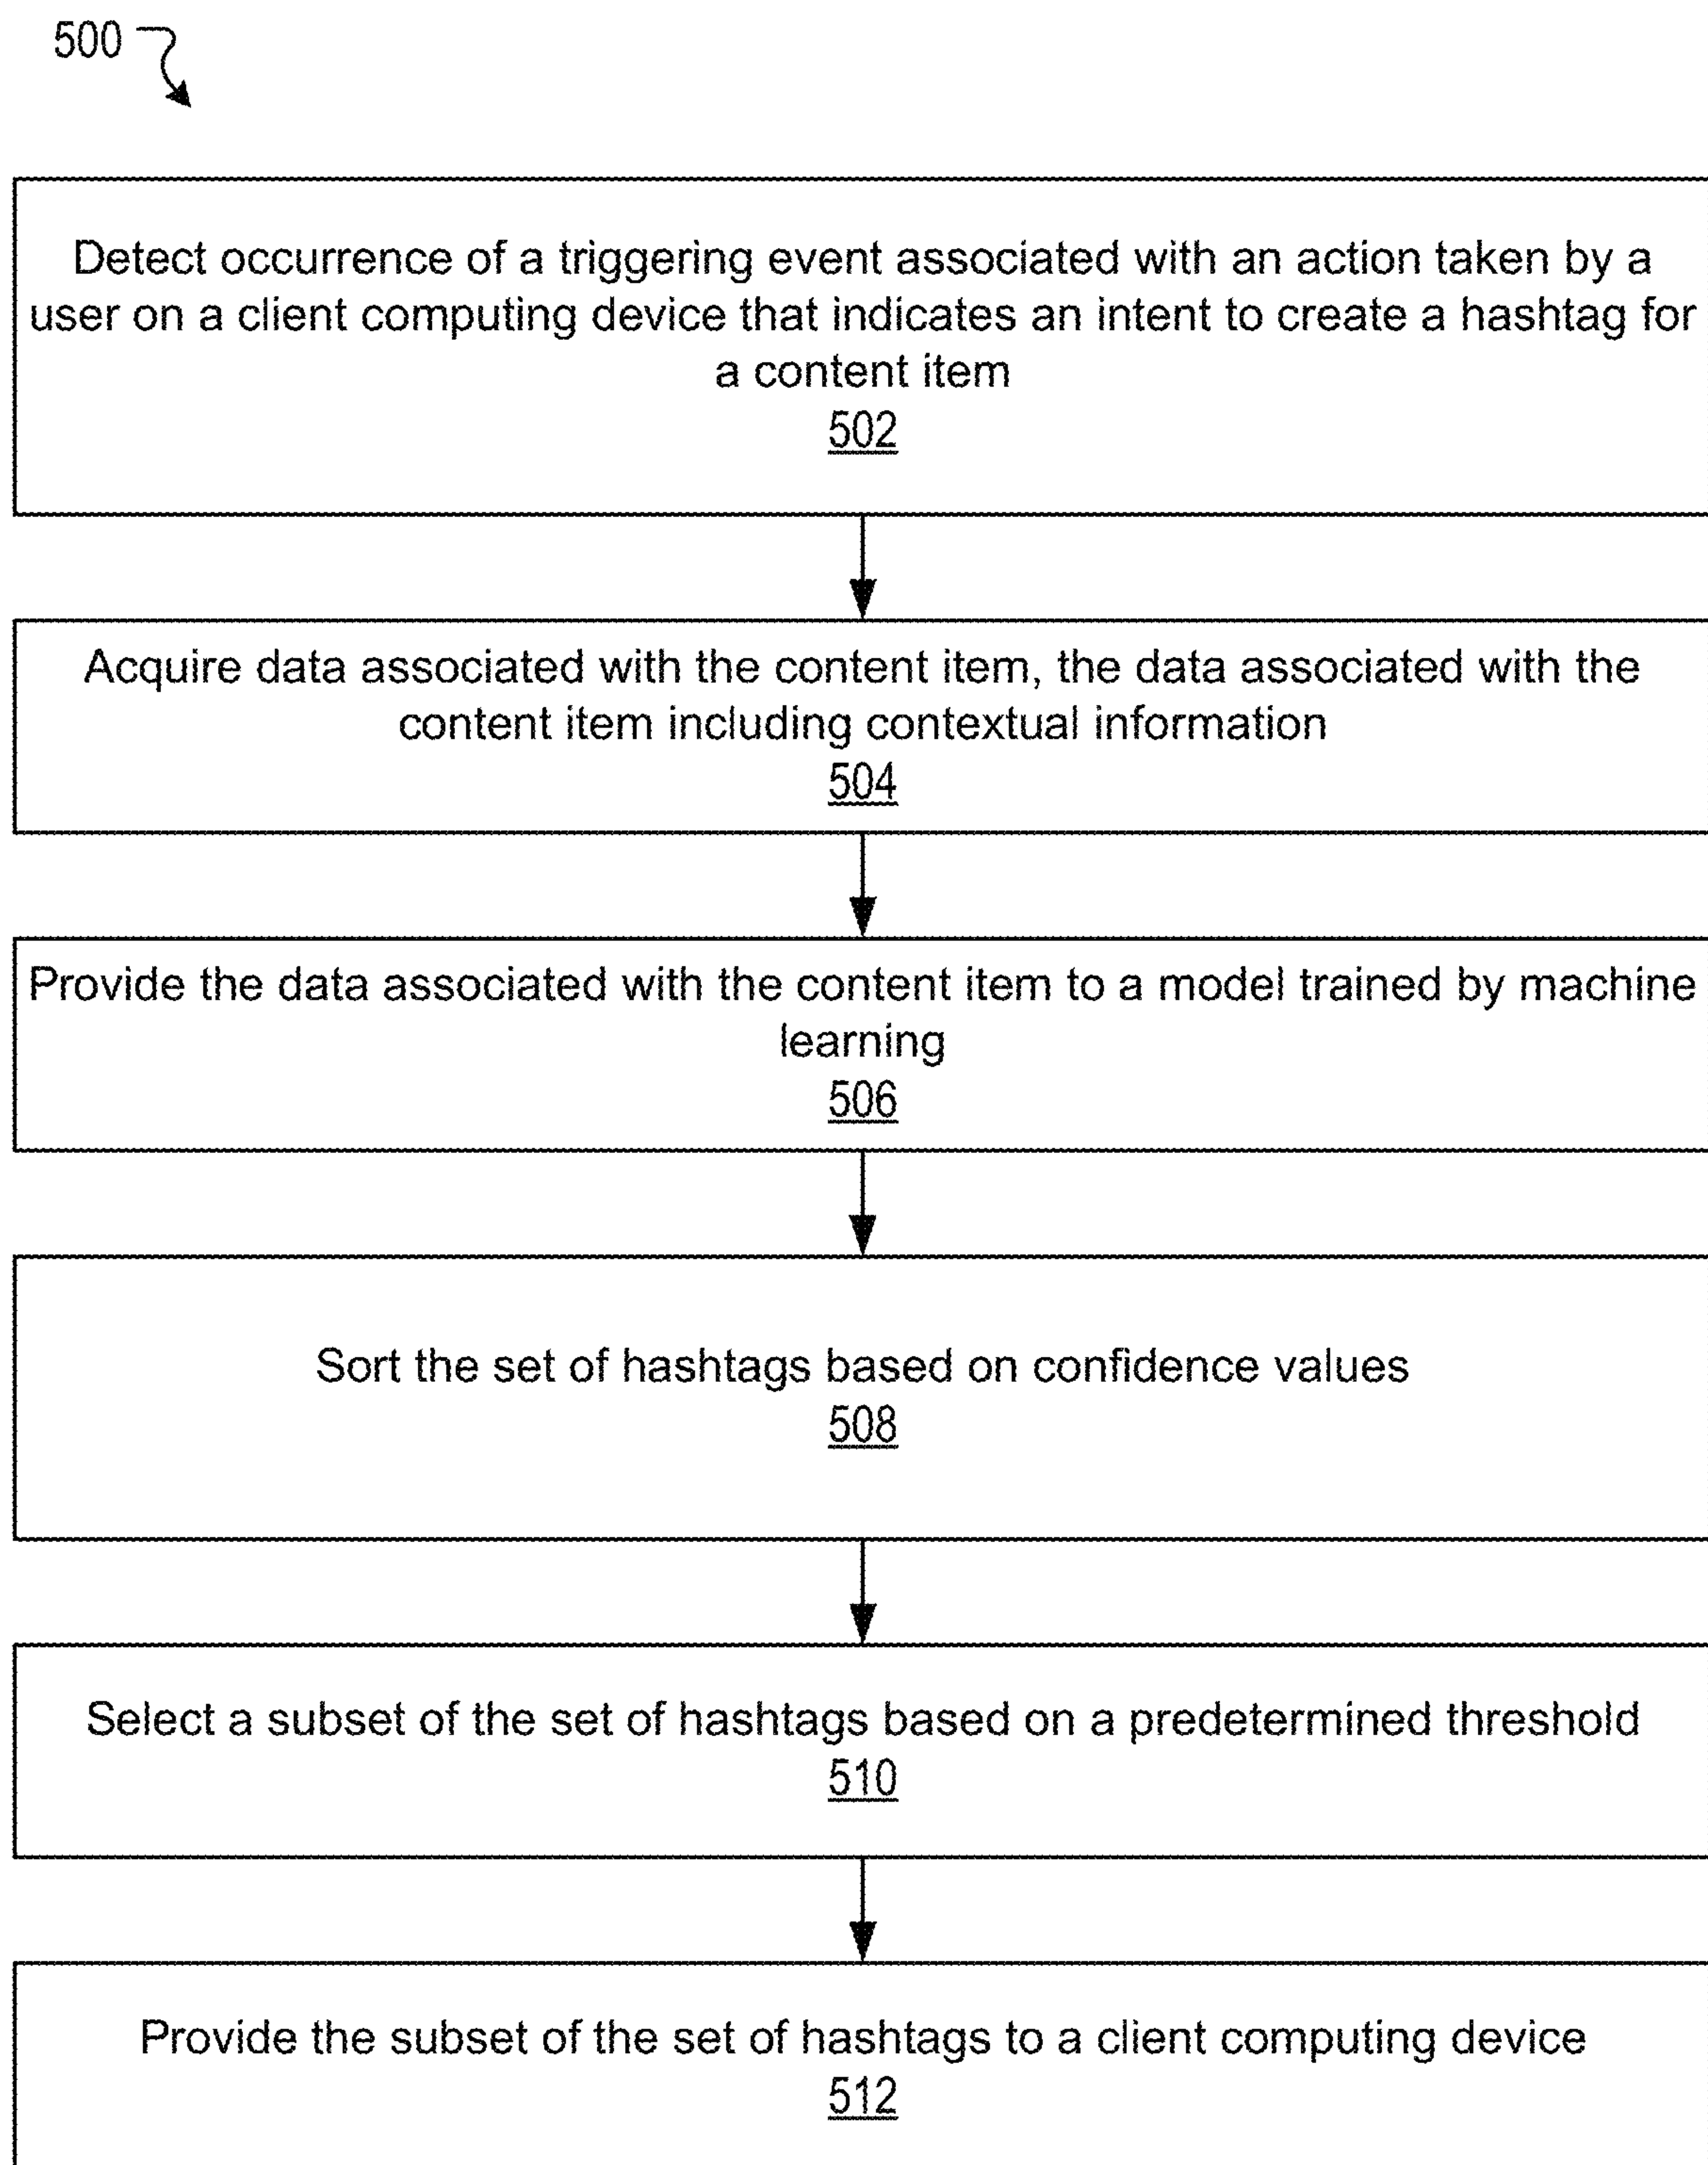 500
Detect occurrence of a triggering event associated with an action taken by a
user on a client computing device that indicates an intent to create a hashtag for
a content item
502
Acquire data associated with the content item, the data associated with the
content item including contextual information
504
Provide the data associated with the content item to a model trained by machine
learning
506
Sort the set of hashtags based on confidence values
508
Select a subset of the set of hashtags based on a predetermined threshold
510
Provide the subset of the set of hashtags to a client computing device
512